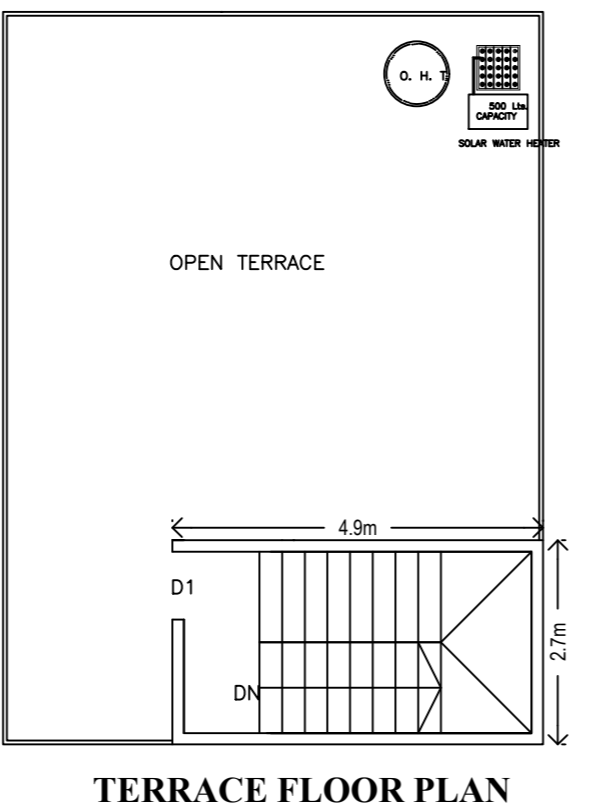 O. H. T
500 Lts.
CAPACITY
SOLAR WATER HEATER
OPEN TERRACE
4.9m
D1
2.7m
DN
TERRACE FLOOR PLAN